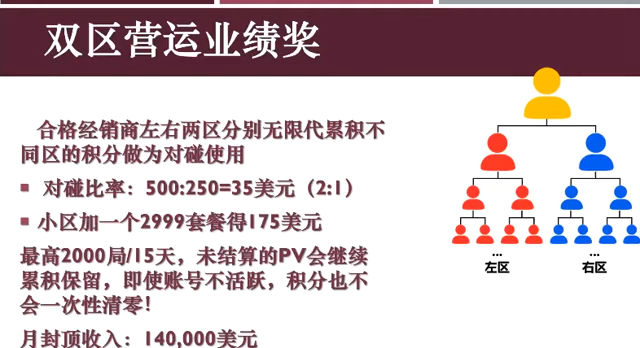 双区营运业绩奖
合格经销商左右两区分别无限代累积不
同区的积分做为对碰使用
对碰比率：500:250=35美元（2:1）
小区加一个2999套餐得175美元
最高2000局/15天，未结算的PV会继续
累积保留，即使账号不活跃，积分也不
会一次性清零！
月封顶收入：140,000美元
... ...
左区 右区